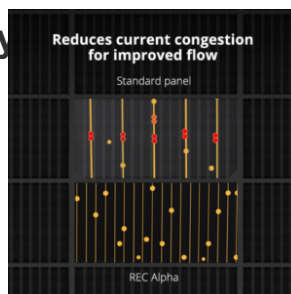 y
Reduces current congestion
for improved flow
Standard panel
REC Alpha